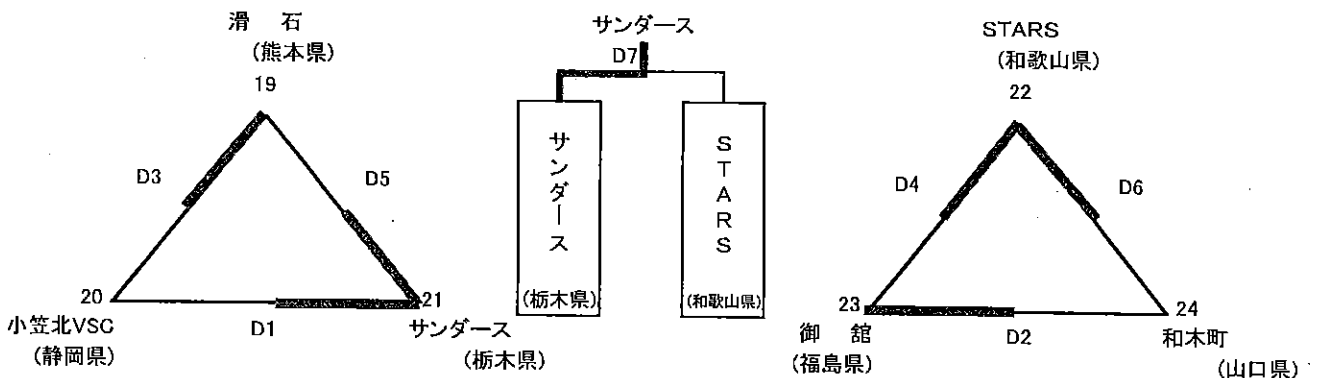 滑　石
(熊本県)
19
D3
D5
20
小笠北VSC
(静岡県)
D1
21
サンダース
(栃木県)
サンダース
D7
サンダース
(栃木県)
STARS
(和歌山県)
STARS
(和歌山県)
22
D4
D6
23
御　舘
(福島県)
D2
24
和木町
(山口県)